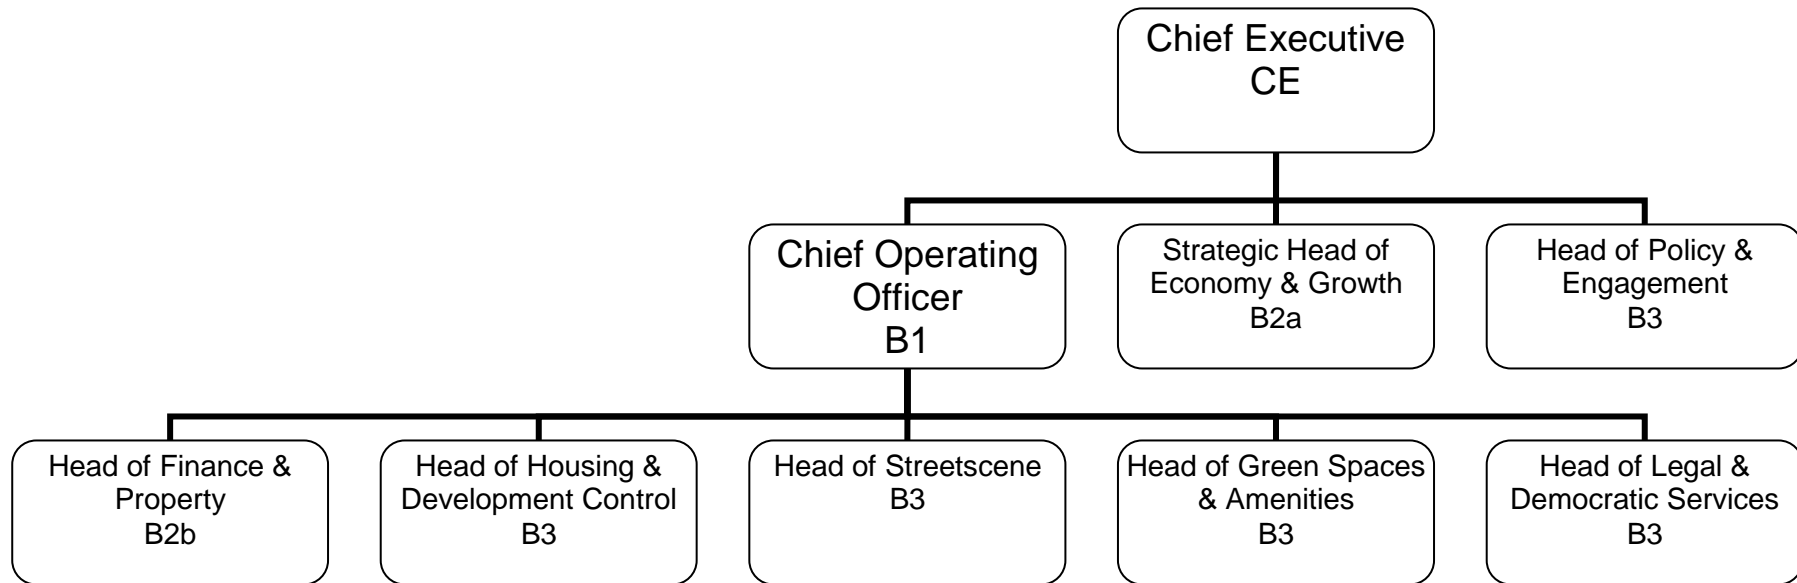 Chief Executive
CE
Chief Operating
Officer
B1
Strategic Head of
Economy & Growth
B2a
Head of Policy &
Engagement
B3
Head of Finance &
Property
B2b
Head of Housing &
Development Control
B3
Head of Streetscene
B3
Head of Green Spaces
& Amenities
B3
Head of Legal &
Democratic Services
B3